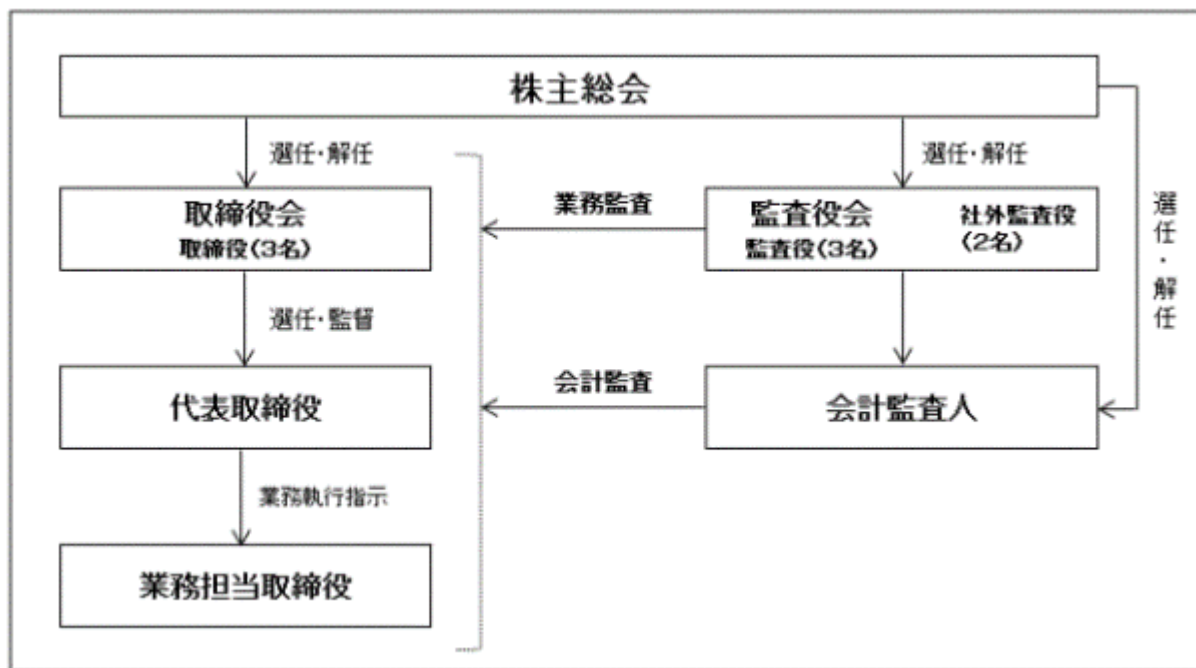 株主総会
選任・解任
選任・解任
選任・解任
取締役会
取締役(3名)
業務監査
監査役会
監査役(3名)
社外監査役
(2名)
選任・監督
代表取締役
会計監査
会計監査人
業務執行指示
業務担当取締役